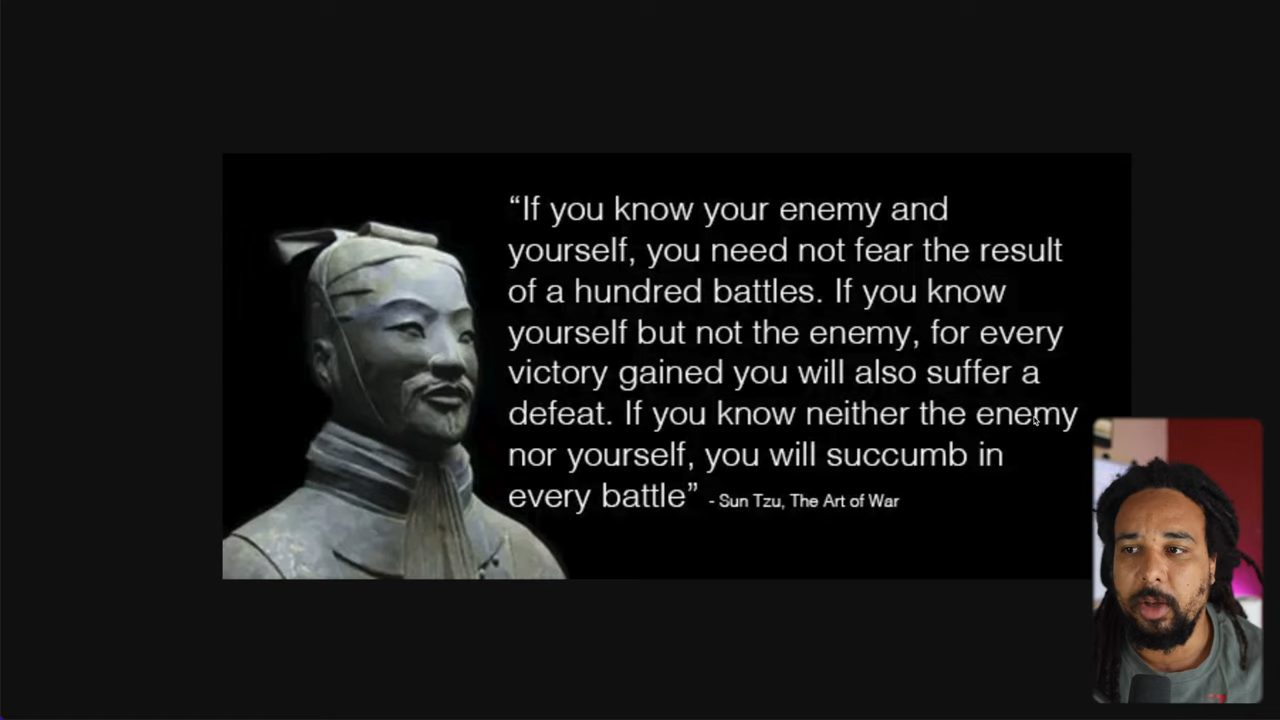 “If you know your enemy and
yourself, you need not fear the result
of a hundred battles. If you know
yourself but not the enemy, for every
victory gained you will also suffer a
defeat. If you know neither the enemy
nor yourself, you will succumb in
every battle” - Sun Tzu, The Art of War